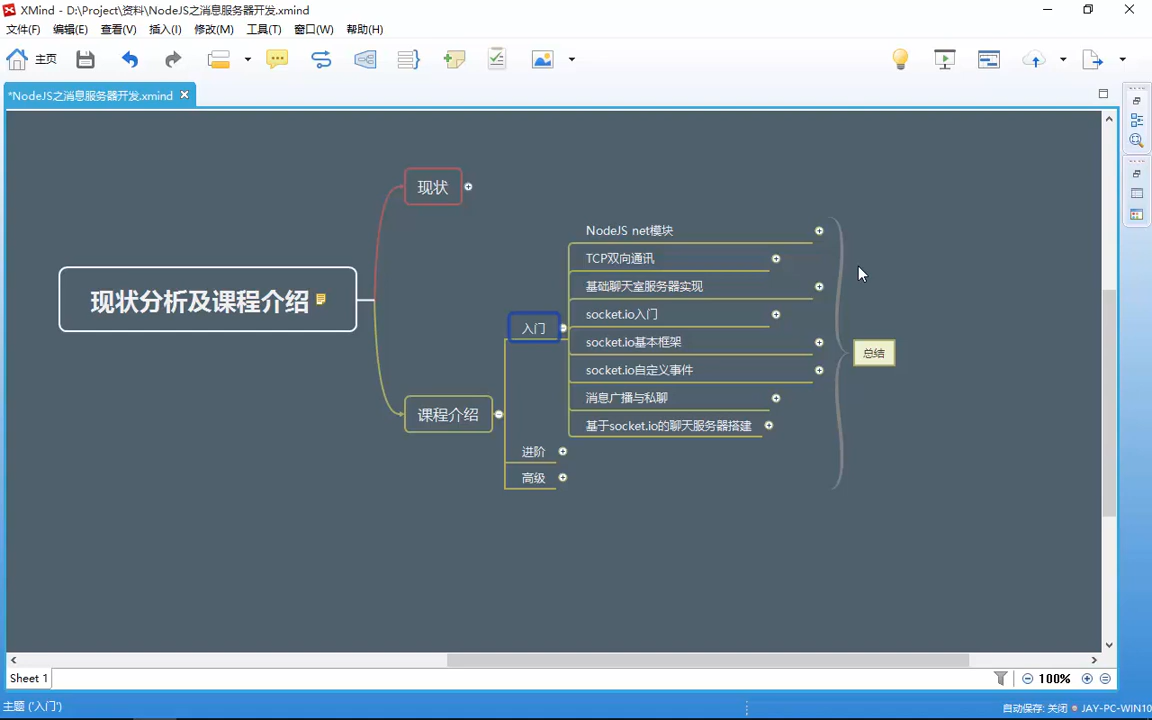 XMind - D:\Project\资料\NodeJS之消息服务器开发.xmind
文件(F) 编辑(E) 查看(V) 插入(I) 修改(M) 工具(T) 窗口(W) 帮助(H)
主页
*NodeJS之消息服务器开发.xmind
现状
NodeJS net模块
TCP双向通讯
基础聊天室服务器实现
现状分析及课程介绍
socket.io入门
入门
socket.io基本框架
总结
socket.io自定义事件
消息广播与私聊
课程介绍
基于socket.io的聊天服务器搭建
进阶
高级
Sheet 1
100%
主题 ('入门')
自动保存: 关闭
JAY-PC-WIN10